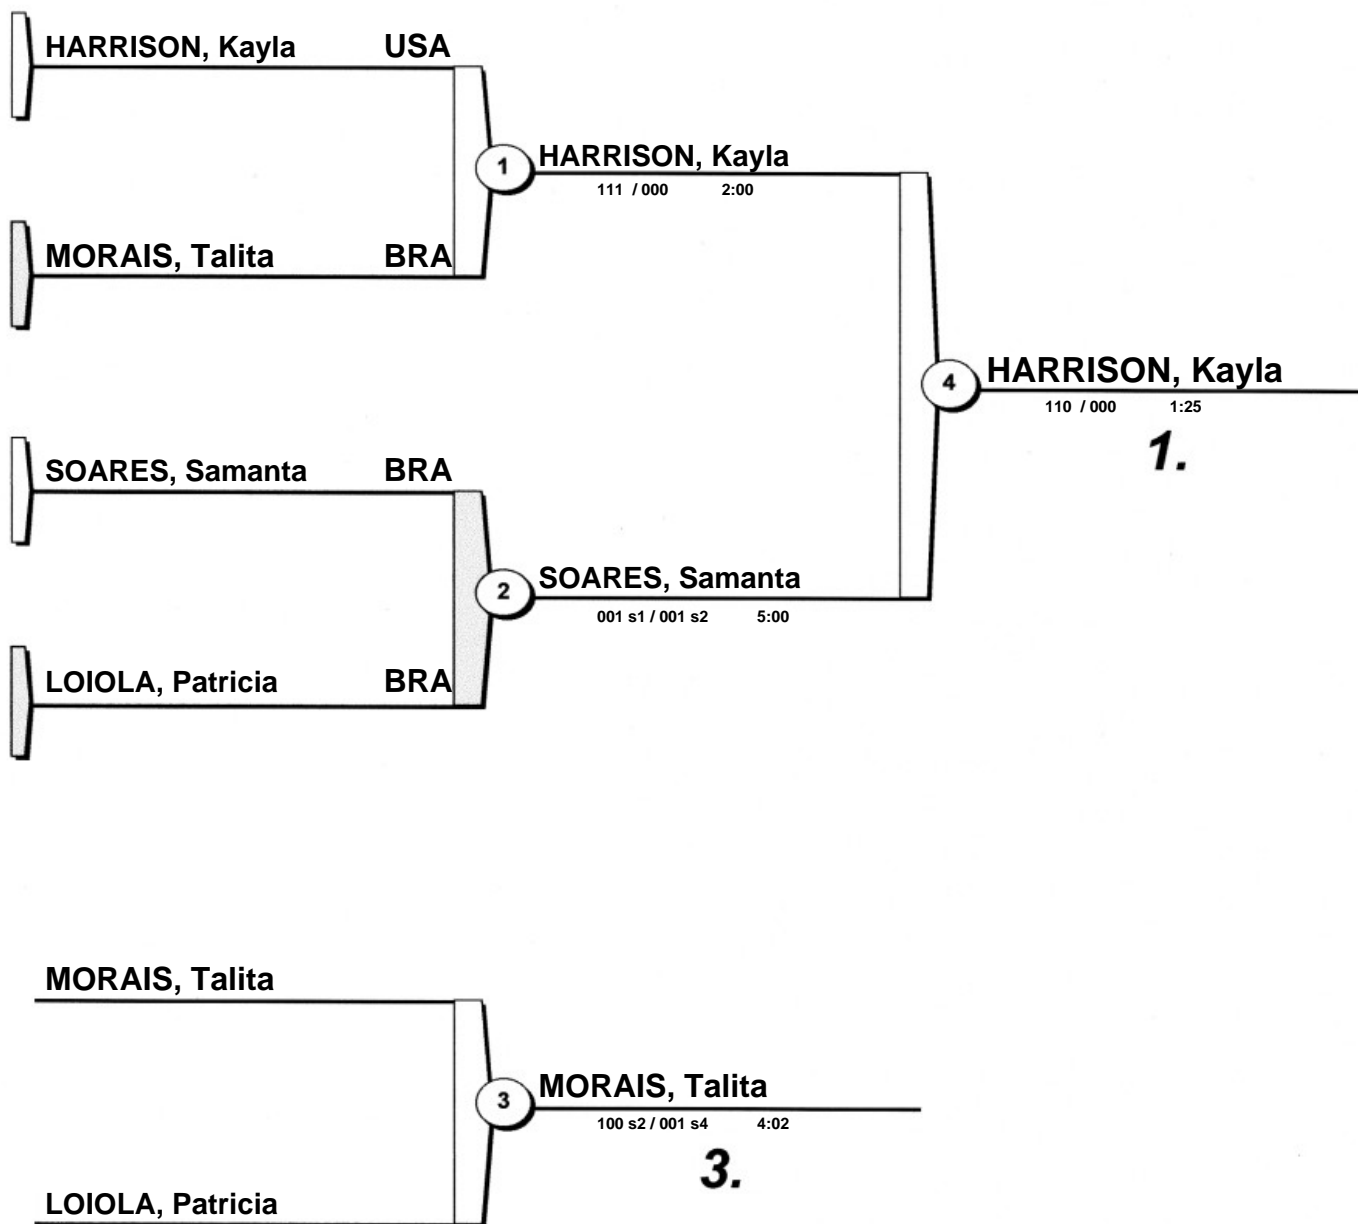 HARRISON, Kayla USA
1
HARRISON, Kayla
111 / 000 2:00
MORAIS, Talita BRA
4
HARRISON, Kayla
110 / 000 1:25
1.
SOARES, Samanta BRA
2
SOARES, Samanta
001 s1 / 001 s2 5:00
LOIOLA, Patricia BRA
MORAIS, Talita
3
MORAIS, Talita
100 s2 / 001 s4 4:02
3.
LOIOLA, Patricia